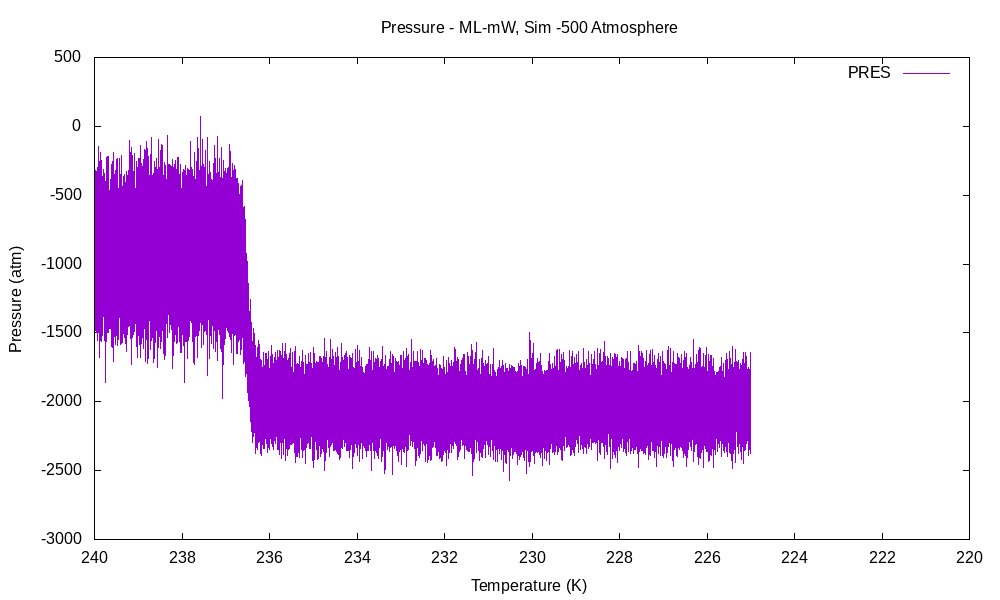 Pressure - ML-mW, Sim -500 Atmosphere
PRES
500
0
-500
-1000
-1500
-2000
-2500
-3000
Pressure (atm)
240 238 236 234 232 230 228 226 224 222 220
Temperature (K)